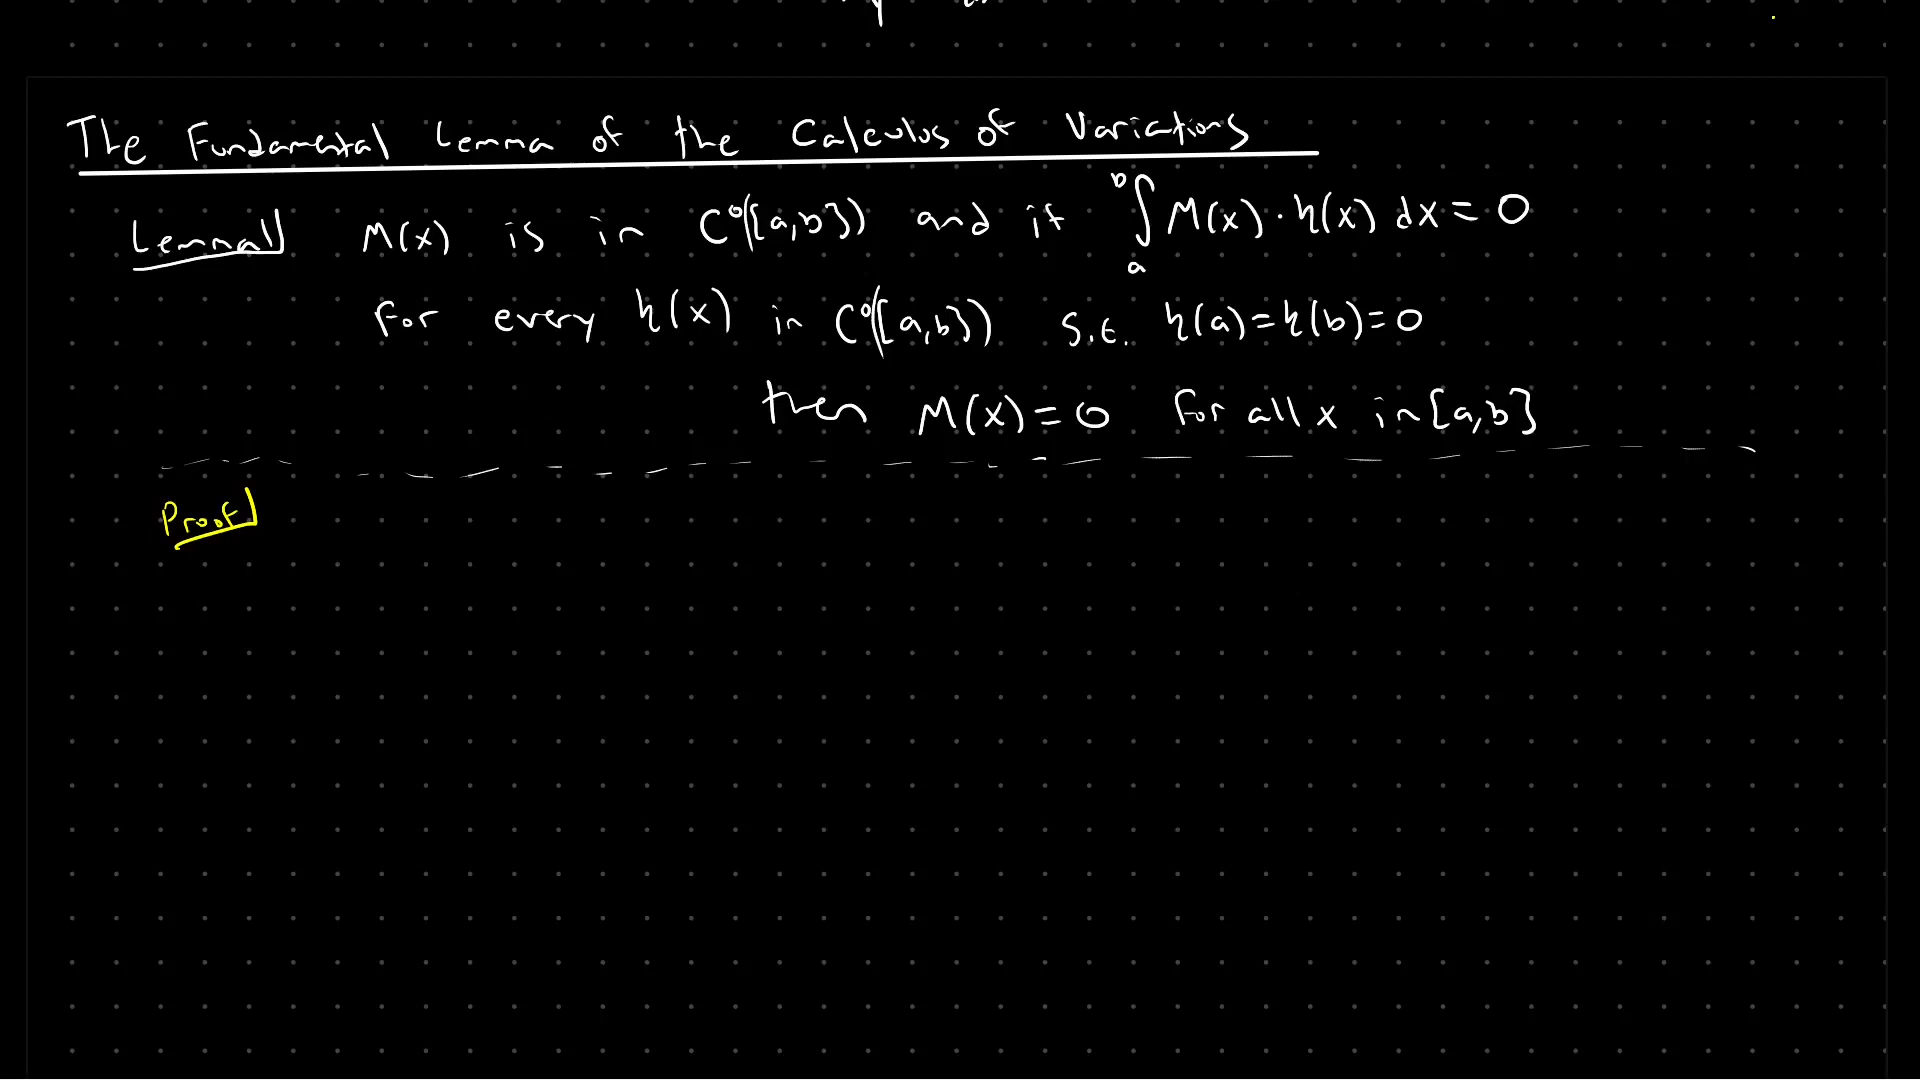 The Fundamental Lemma of the Calculus of Variations
Lemma M(x) is in C⁰([a,b]) and if ∫ₐᵇ M(x)·η(x) dx = 0
for every η(x) in C⁰([a,b]) s.t. η(a)=η(b)=0
then M(x)=0 for all x in [a,b]
Proof